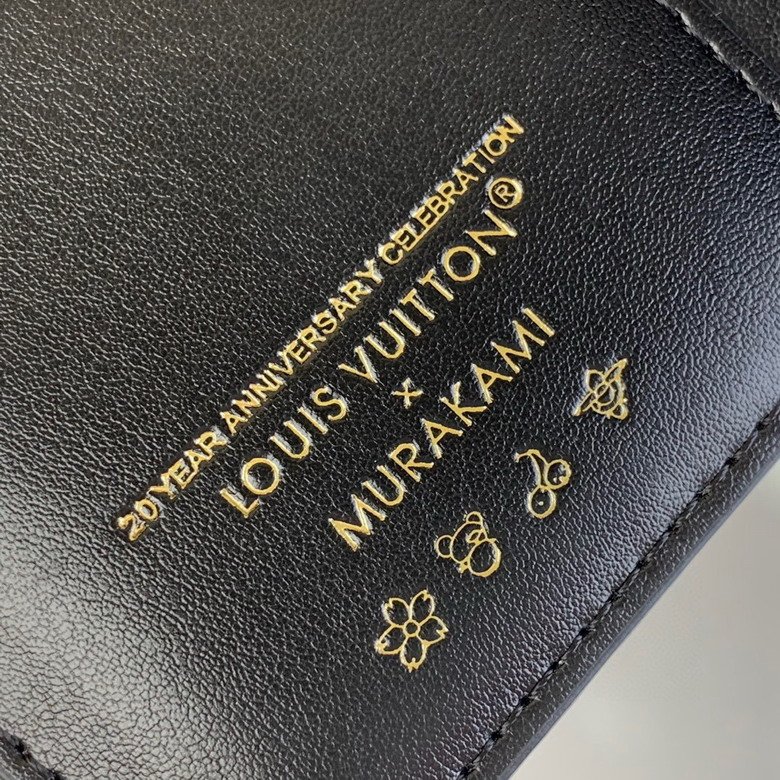 20 YEAR ANNIVERSARY CELEBRATION
LOUIS VUITTON®
×
MURAKAMI